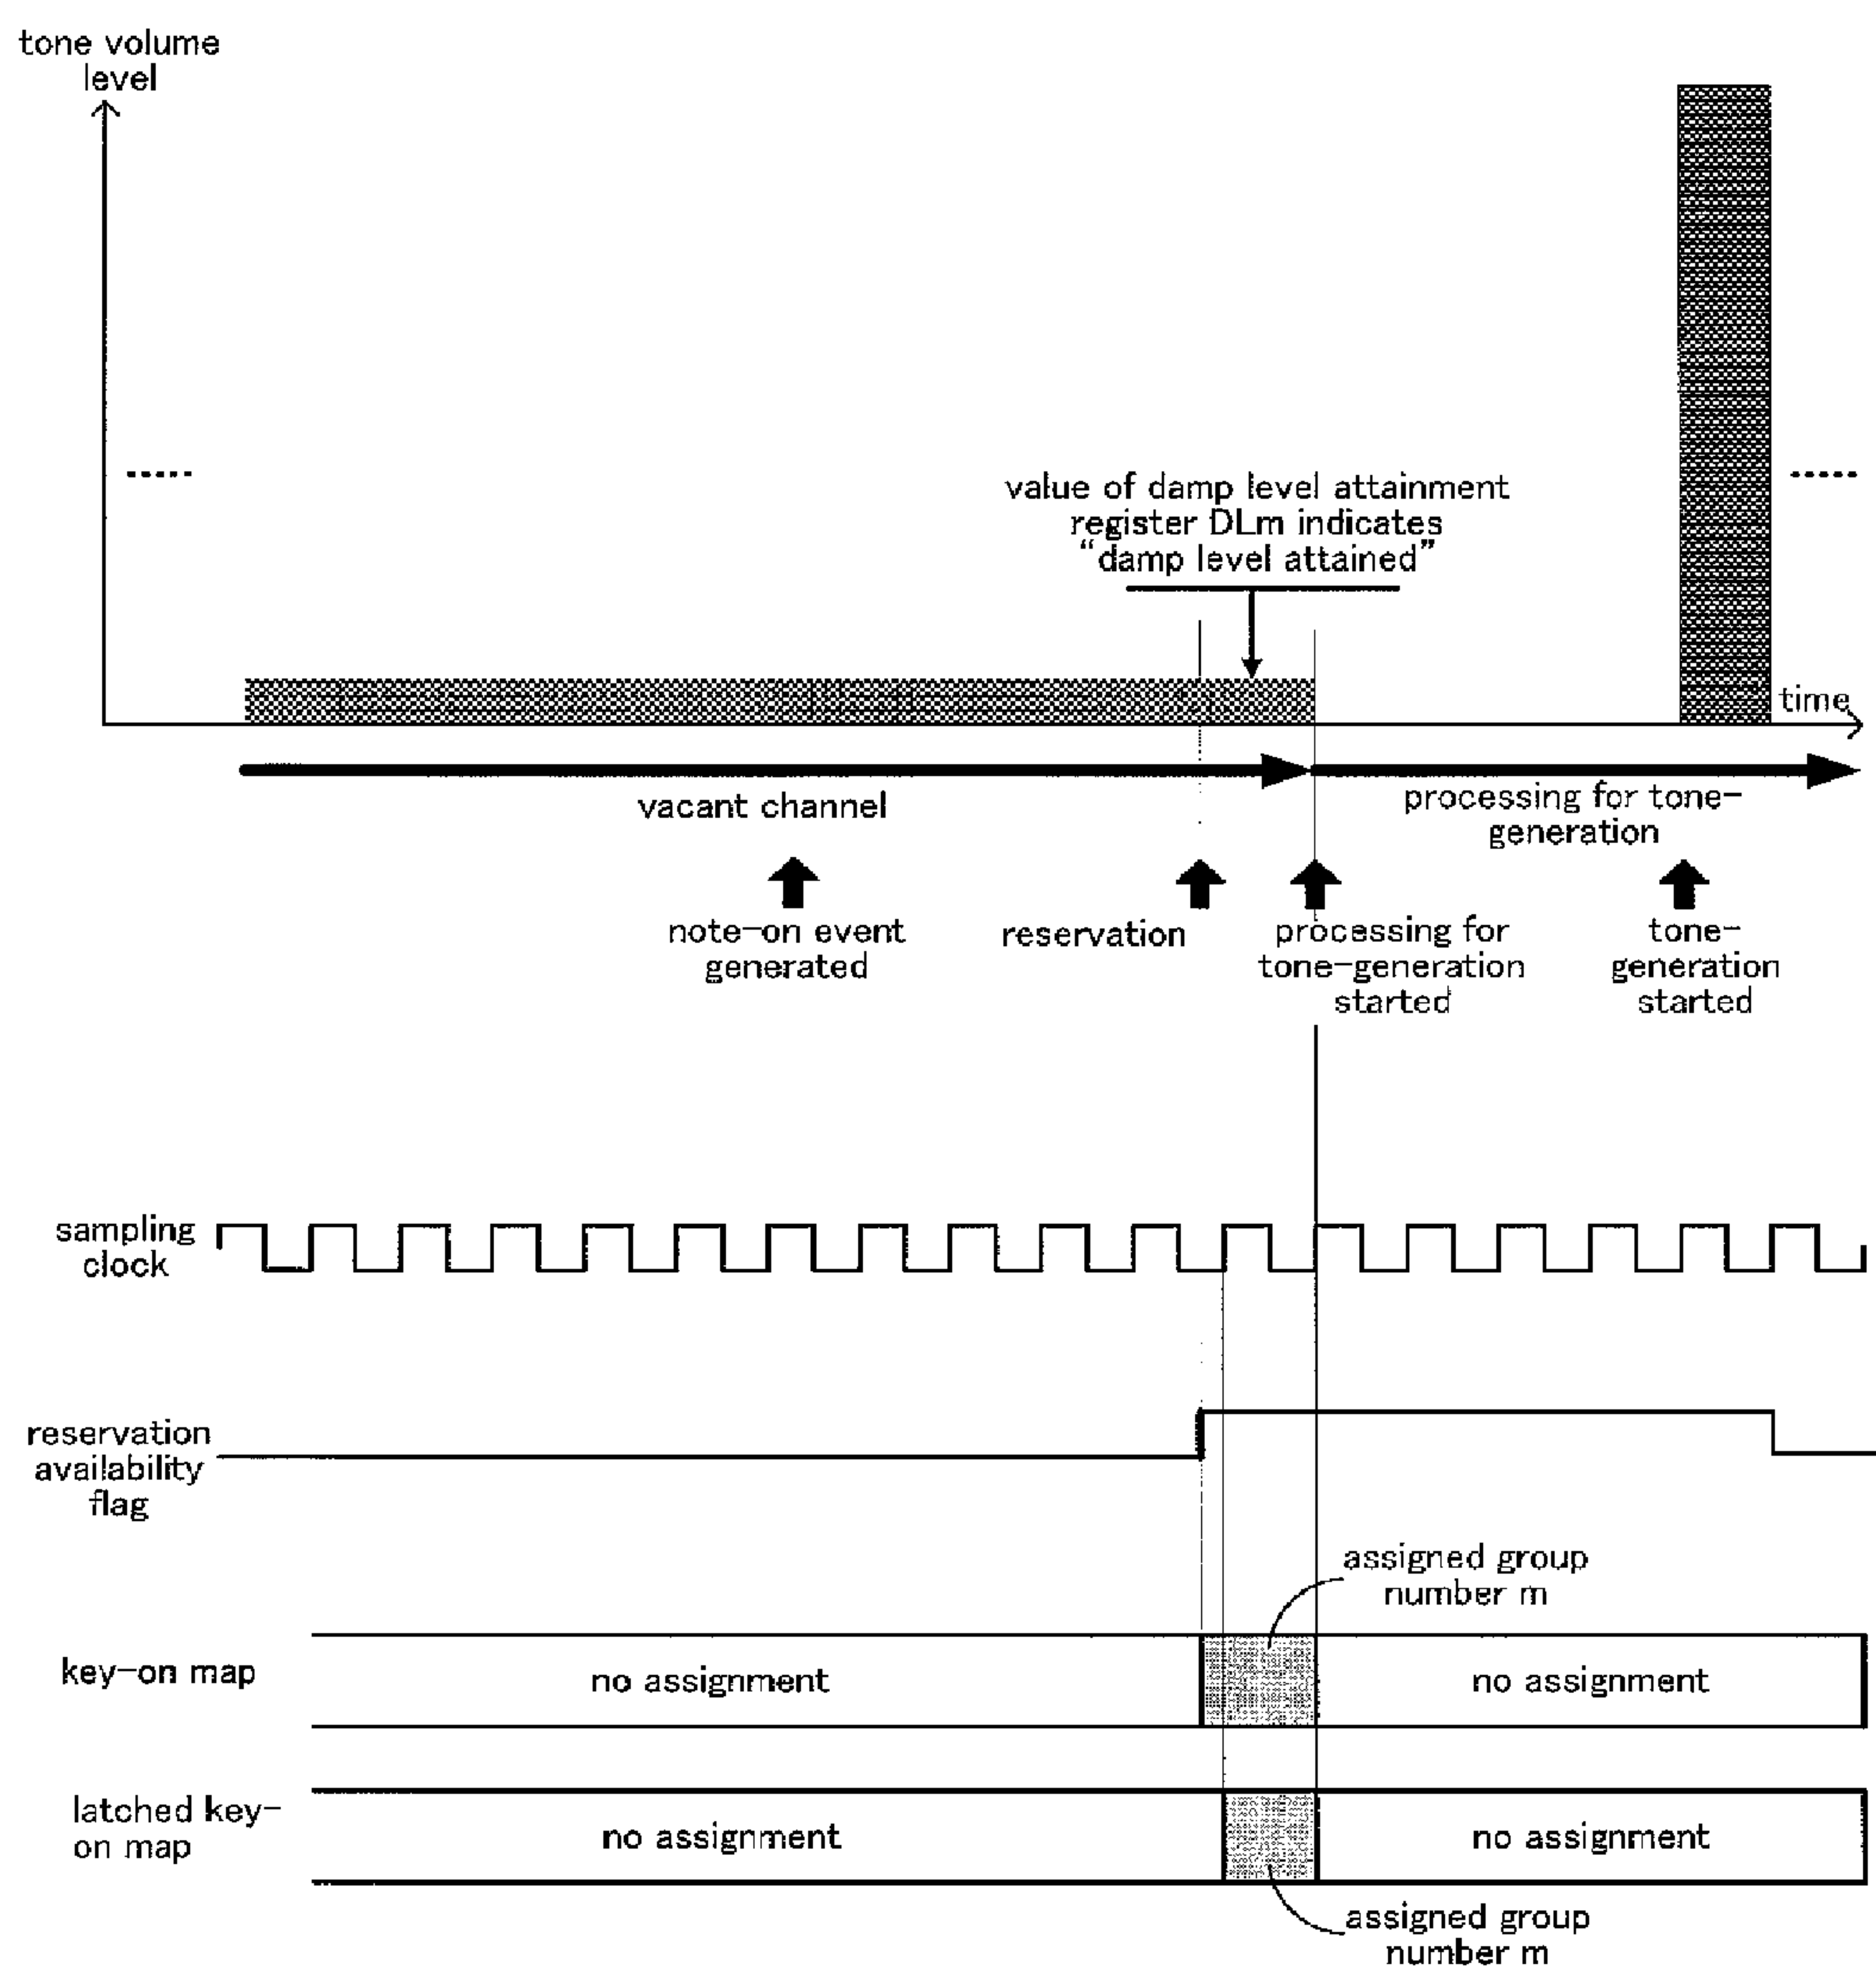 tone volume
level
.....
.....
value of damp level attainment
register DLm indicates
“damp level attained”
time
vacant channel
processing for tone-
generation
note-on event
generated
reservation
processing for
tone-generation
started
tone-
generation
started
sampling
clock
reservation
availability
flag
assigned group
number m
key-on map
no assignment
no assignment
latched key-
on map
no assignment
no assignment
assigned group
number m